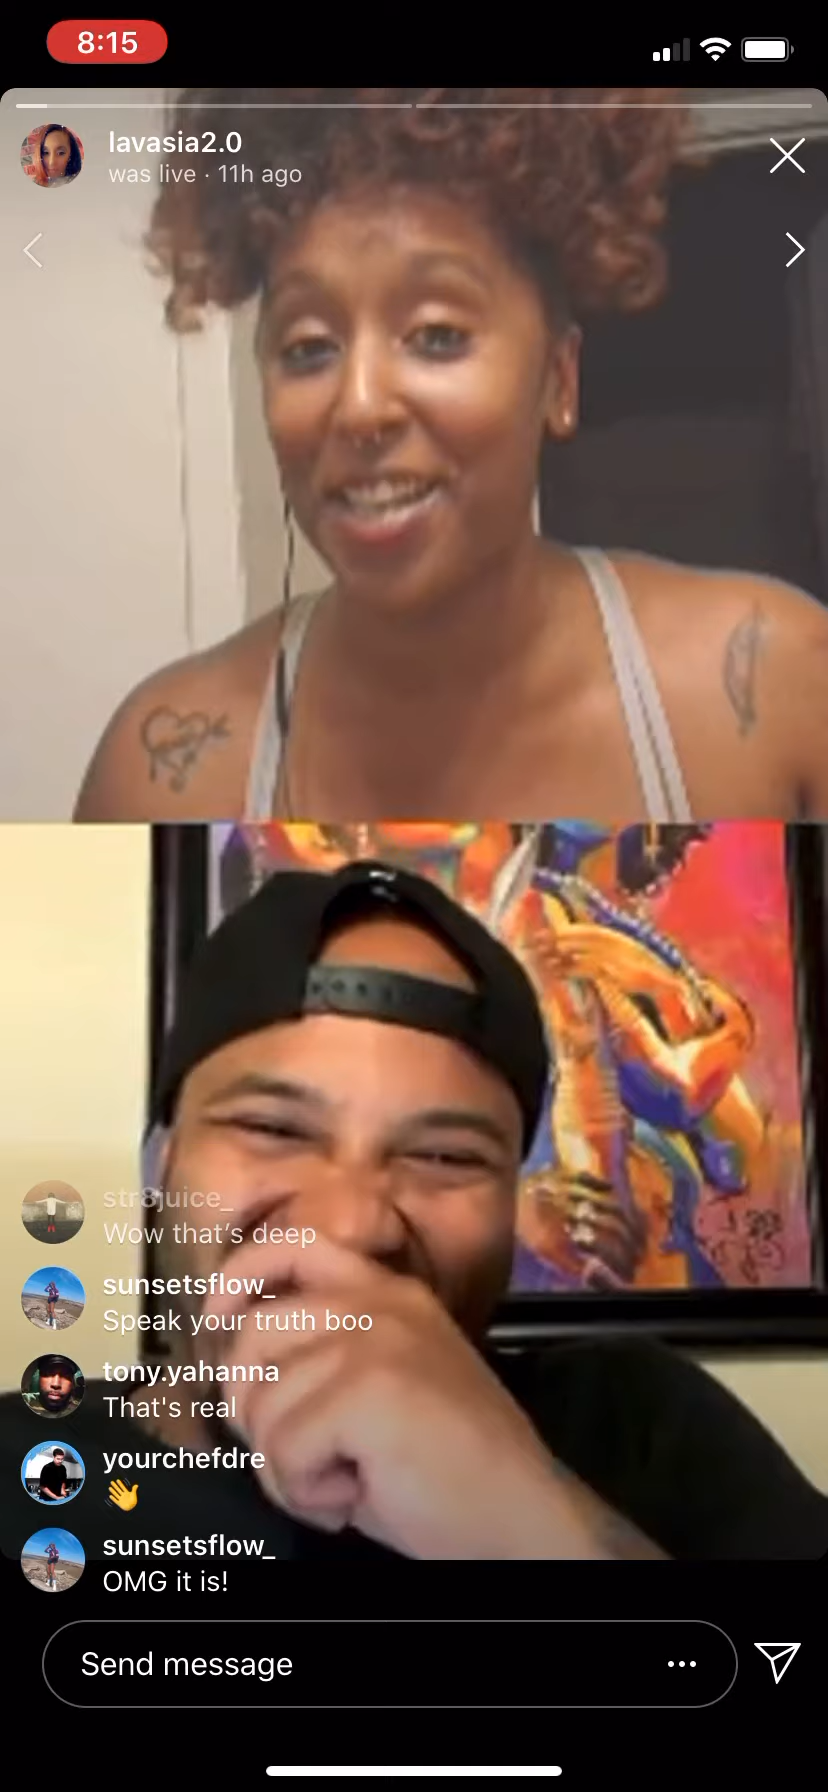 8:15
lavasia2.0
was live · 11h ago
str8juice_
Wow that’s deep
sunsetsflow_
Speak your truth boo
tony.yahanna
That's real
yourchefdre
👋
sunsetsflow_
OMG it is!
Send message